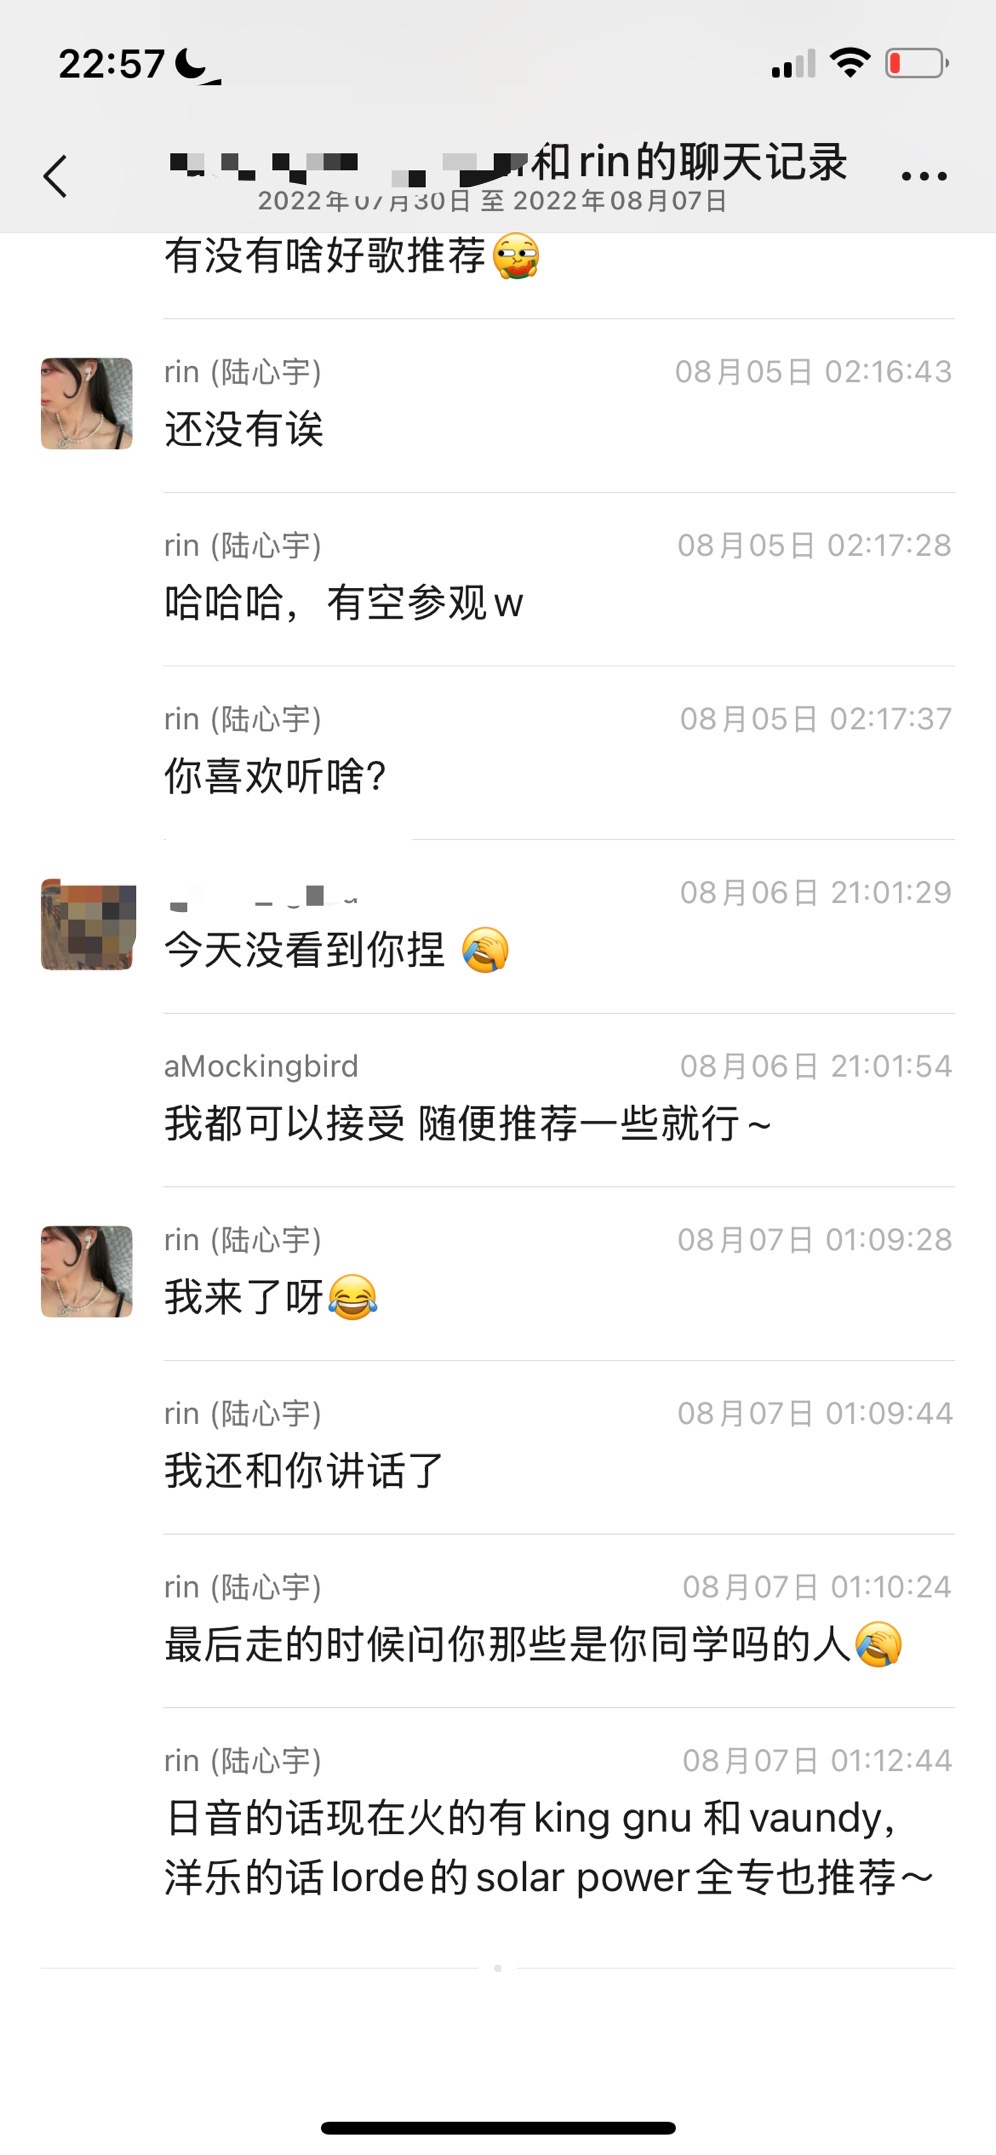 22:57
和rin的聊天记录
2022年07月30日 至 2022年08月07日
有没有啥好歌推荐
rin (陆心宇) 08月05日 02:16:43
还没有诶
rin (陆心宇) 08月05日 02:17:28
哈哈哈，有空参观w
rin (陆心宇) 08月05日 02:17:37
你喜欢听啥?
08月06日 21:01:29
今天没看到你捏
aMockingbird 08月06日 21:01:54
我都可以接受 随便推荐一些就行~
rin (陆心宇) 08月07日 01:09:28
我来了呀
rin (陆心宇) 08月07日 01:09:44
我还和你讲话了
rin (陆心宇) 08月07日 01:10:24
最后走的时候问你那些是你同学吗的人
rin (陆心宇) 08月07日 01:12:44
日音的话现在火的有king gnu 和vaundy，
洋乐的话lorde的solar power全专也推荐～